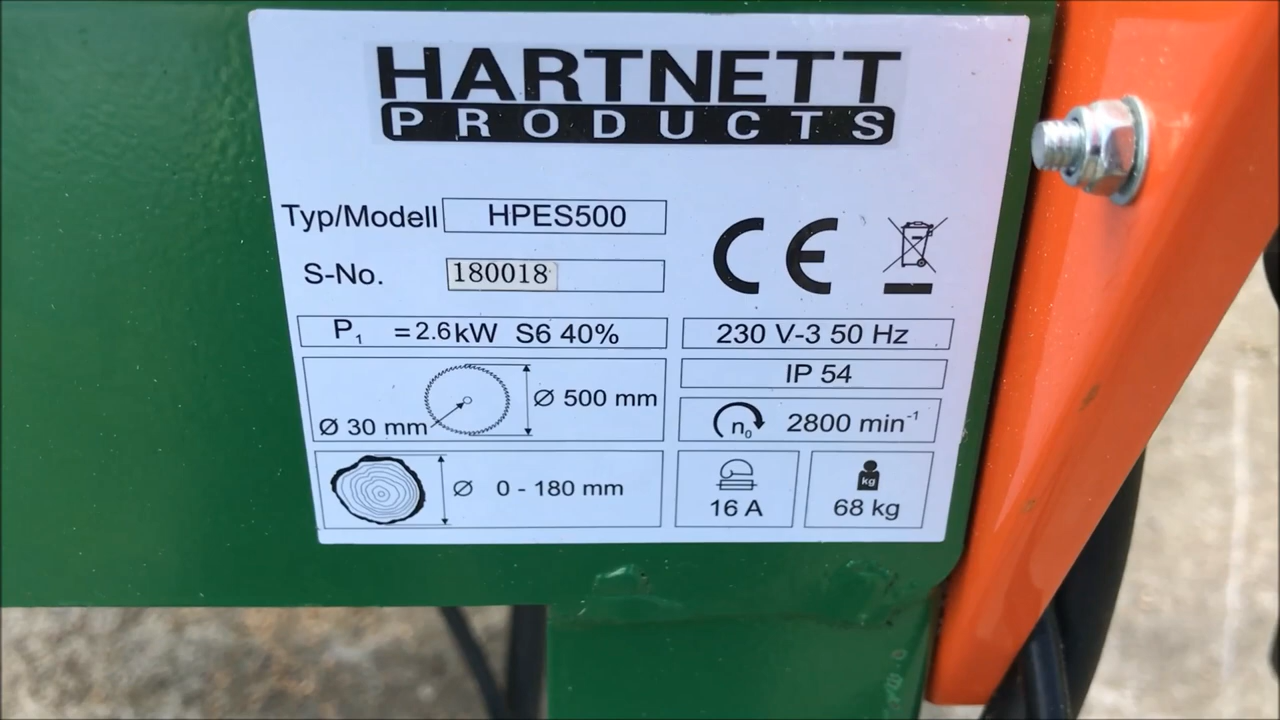 HARTNETT
PRODUCTS
Typ/Modell HPES500
S-No. 180018
P₁ =2.6kW S6 40%
230 V-3 50 Hz
IP 54
Ø 500 mm
Ø 30 mm
n₀ 2800 min⁻¹
Ø 0 - 180 mm
16 A
kg
68 kg
CE